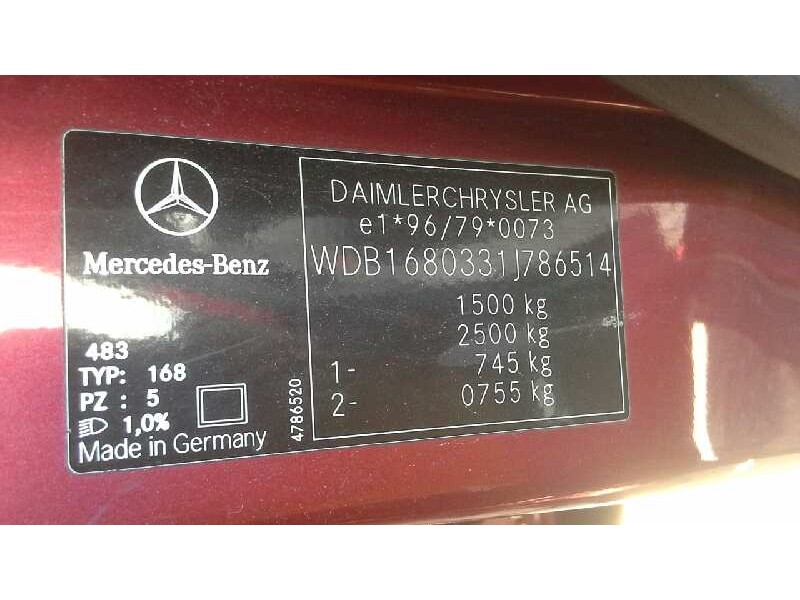 Mercedes-Benz
483
TYP: 168
PZ : 5
1,0%
Made in Germany
4786520
DAIMLERCHRYSLER AG
e1*96/79*0073
WDB1680331J786514
1500 kg
2500 kg
1- 745 kg
2- 0755 kg